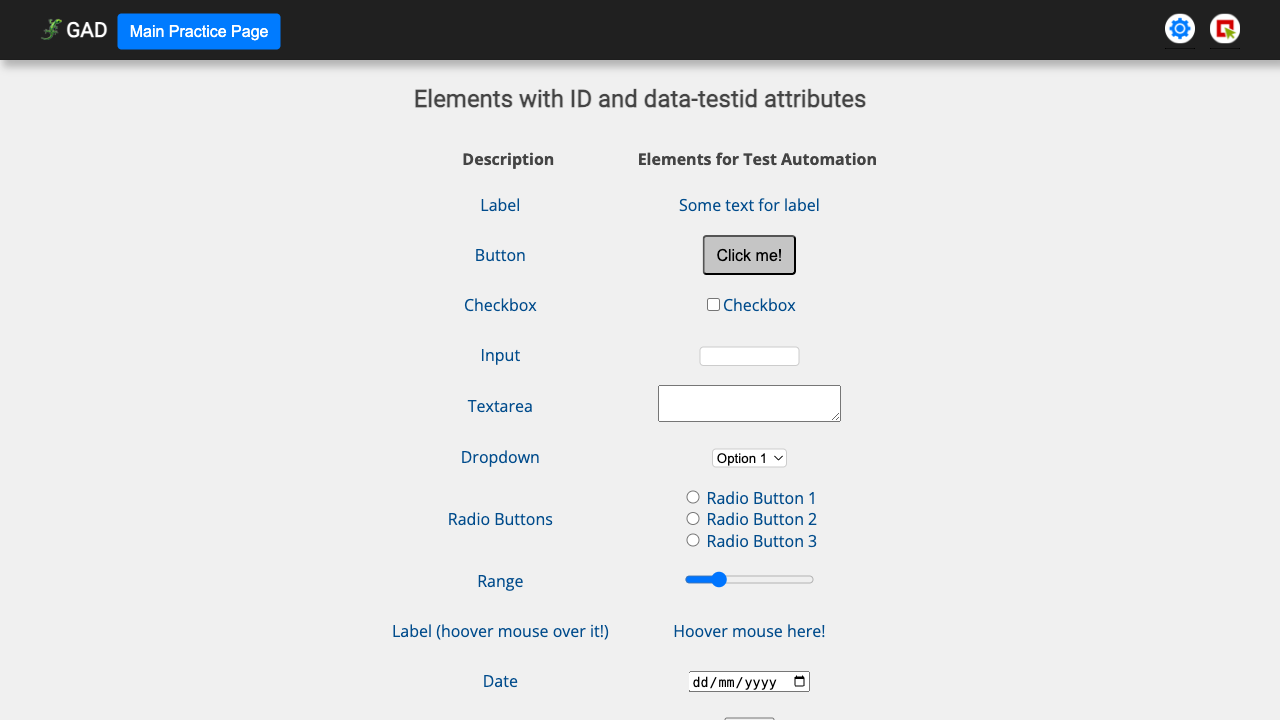 GAD
Main Practice Page
Elements with ID and data-testid attributes
Description
Elements for Test Automation
Label
Some text for label
Button
Click me!
Checkbox
Checkbox
Input
Textarea
Dropdown
Option 1
Radio Buttons
Radio Button 1
Radio Button 2
Radio Button 3
Range
Label (hoover mouse over it!)
Hoover mouse here!
Date
dd/mm/yyyy